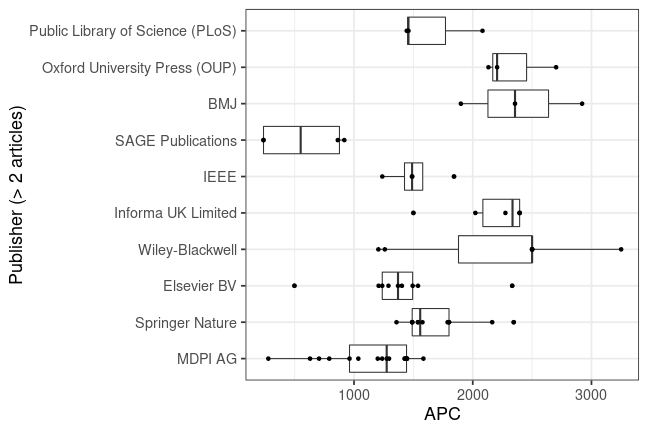 Publisher (> 2 articles)
Public Library of Science (PLoS)
Oxford University Press (OUP)
BMJ
SAGE Publications
IEEE
Informa UK Limited
Wiley-Blackwell
Elsevier BV
Springer Nature
MDPI AG
1000 2000 3000
APC